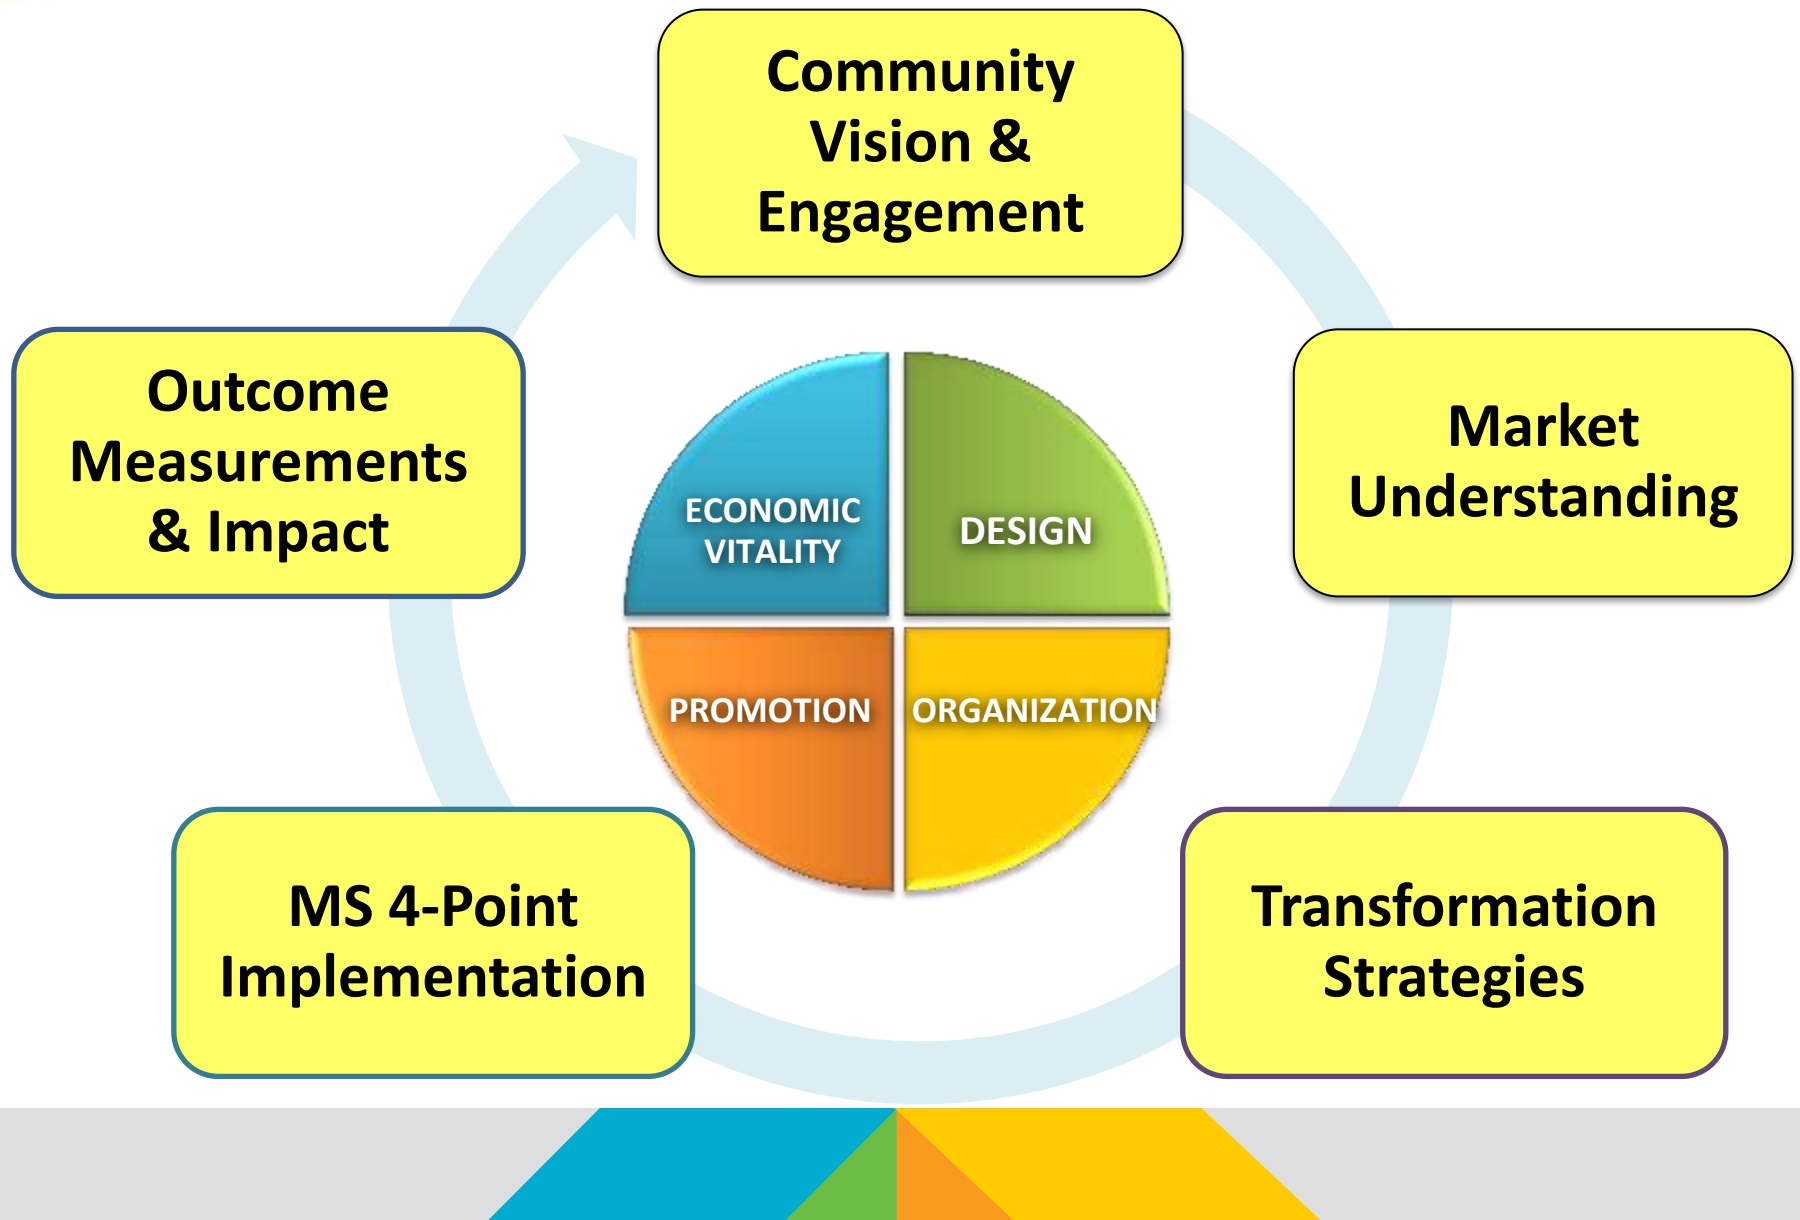 Community
Vision &
Engagement
Outcome
Measurements
& Impact
Market
Understanding
ECONOMIC
VITALITY
DESIGN
PROMOTION
ORGANIZATION
MS 4-Point
Implementation
Transformation
Strategies